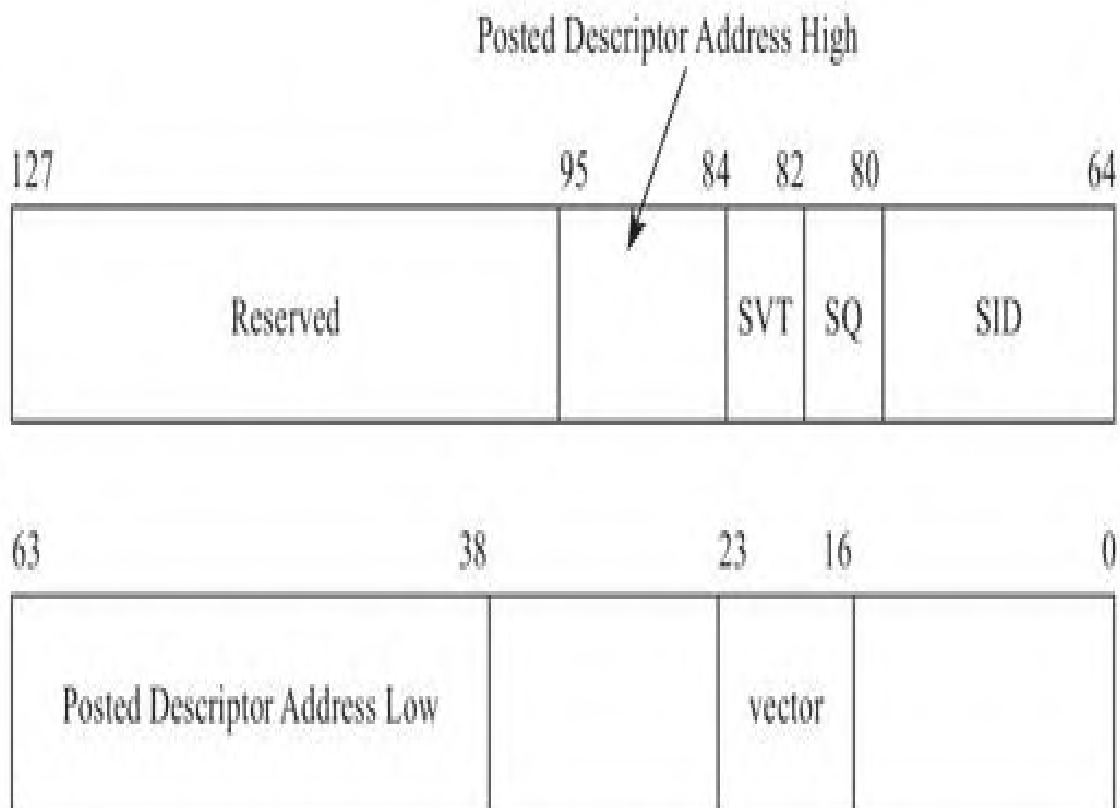 Posted Descriptor Address High
127 95 84 82 80 64
Reserved SVT SQ SID
63 38 23 16 0
Posted Descriptor Address Low vector